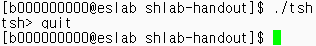 [b000000000@eslab shlab-handout]$ ./tsh
tsh> quit
[b000000000@eslab shlab-handout]$